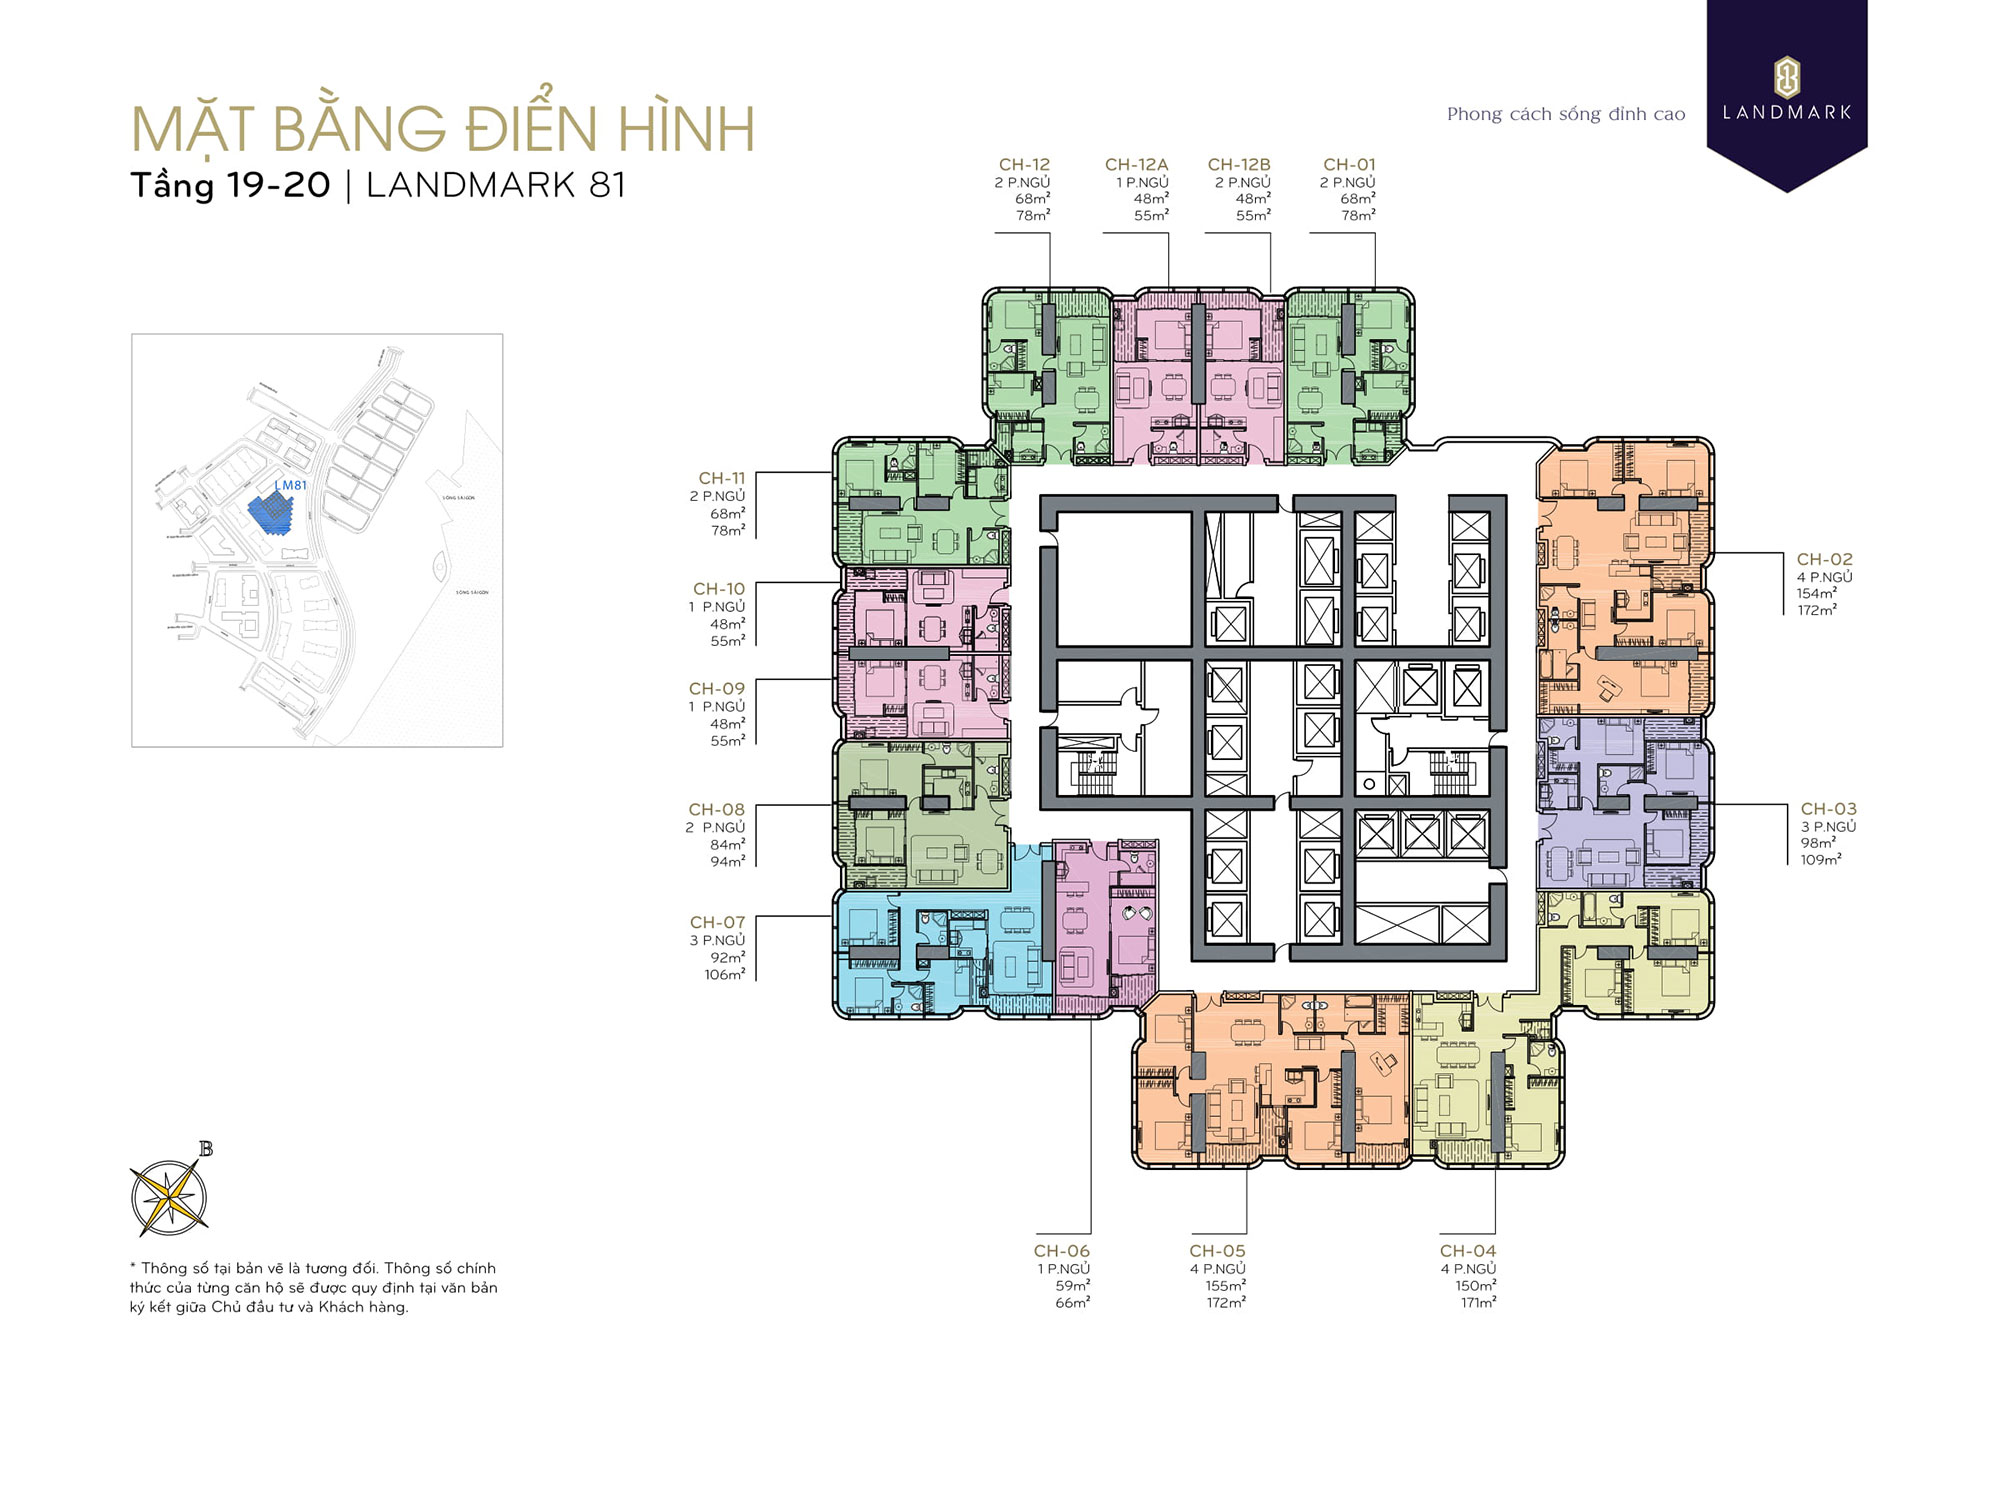 MẶT BẰNG ĐIỂN HÌNH
Tầng 19-20 | LANDMARK 81
Phong cách sống đỉnh cao
LANDMARK
CH-12
2 P.NGỦ
68m²
78m²
CH-12A
1 P.NGỦ
48m²
55m²
CH-12B
2 P.NGỦ
48m²
55m²
CH-01
2 P.NGỦ
68m²
78m²
CH-11
2 P.NGỦ
68m²
78m²
CH-10
1 P.NGỦ
48m²
55m²
CH-09
1 P.NGỦ
48m²
55m²
CH-08
2 P.NGỦ
84m²
94m²
CH-07
3 P.NGỦ
92m²
106m²
CH-02
4 P.NGỦ
154m²
172m²
CH-03
3 P.NGỦ
98m²
109m²
CH-06
1 P.NGỦ
59m²
66m²
CH-05
4 P.NGỦ
155m²
172m²
CH-04
4 P.NGỦ
150m²
171m²
LM81
SÔNG SÀI GÒN
SÔNG SÀI GÒN
B
* Thông số tại bản vẽ là tương đối. Thông số chính
thức của từng căn hộ sẽ được quy định tại văn bản
ký kết giữa Chủ đầu tư và Khách hàng.